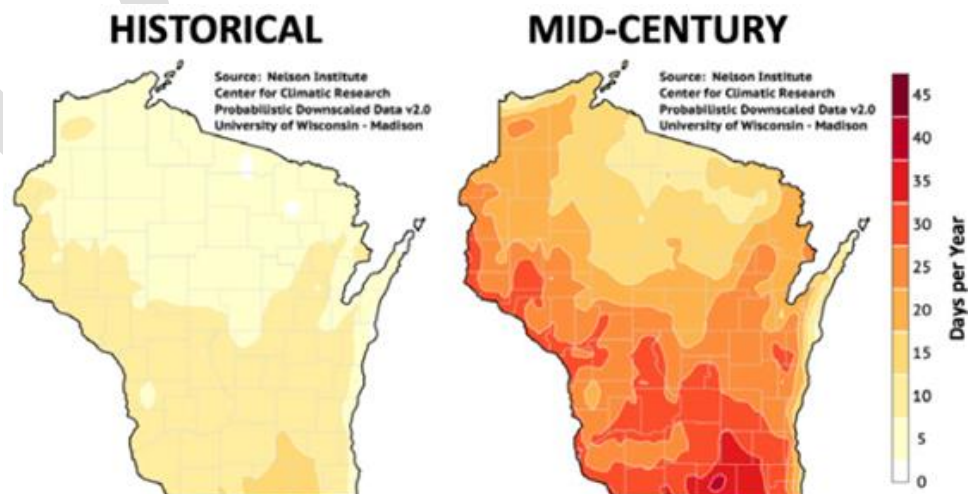 HISTORICAL
Source: Nelson Institute
Center for Climatic Research
Probabilistic Downscaled Data v2.0
University of Wisconsin - Madison
MID-CENTURY
Source: Nelson Institute
Center for Climatic Research
Probabilistic Downscaled Data v2.0
University of Wisconsin - Madison
45
40
35
30
25
20
15
10
5
0
Days per Year